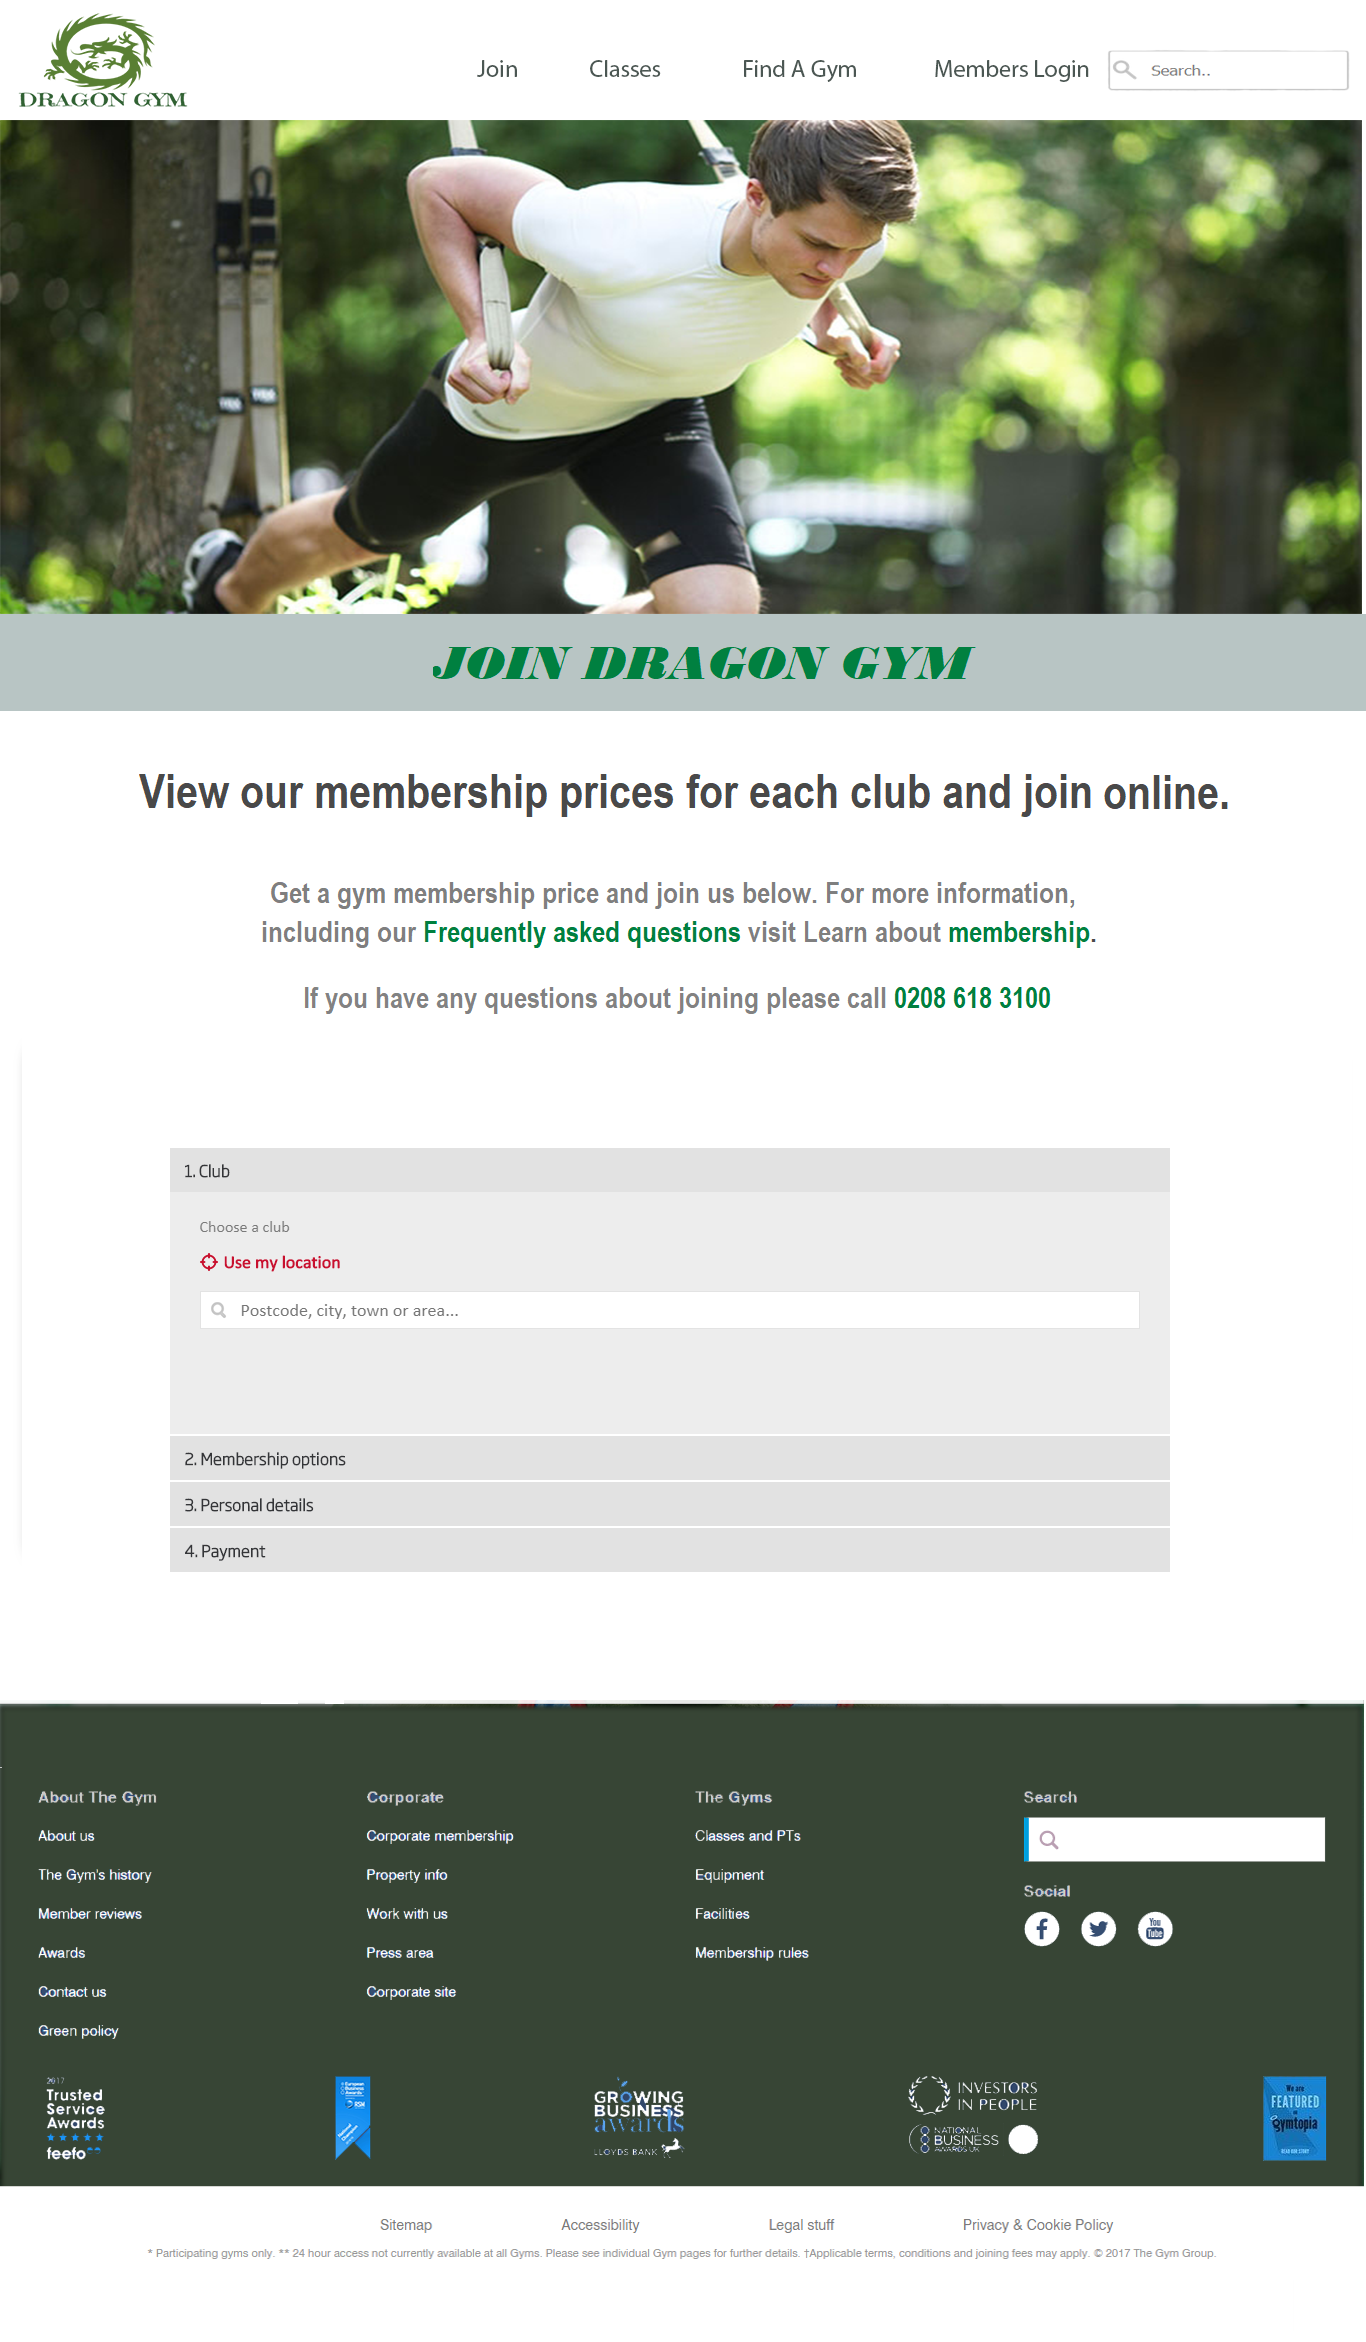 DRAGON GYM
Join
Classes
Find A Gym
Members Login
Search..
JOIN DRAGON GYM
View our membership prices for each club and join online.
Get a gym membership price and join us below. For more information,
including our Frequently asked questions visit Learn about membership.
If you have any questions about joining please call 0208 618 3100
1. Club
Choose a club
Use my location
Postcode, city, town or area...
2. Membership options
3. Personal details
4. Payment
About The Gym
About us
The Gym's history
Member reviews
Awards
Contact us
Green policy
Corporate
Corporate membership
Property info
Work with us
Press area
Corporate site
The Gyms
Classes and PTs
Equipment
Facilities
Membership rules
Search
Social
You
Tube
2017
Trusted
Service
Awards
feefo
European
Business
Awards
RSM
GROWING
BUSINESS
awards
LLOYDS BANK
INVESTORS
IN PEOPLE
NATIONAL
BUSINESS
AWARDS UK
We are
FEATURED
gymtopia
READ OUR STORY
Sitemap
Accessibility
Legal stuff
Privacy & Cookie Policy
* Participating gyms only. ** 24 hour access not currently available at all Gyms. Please see individual Gym pages for further details. †Applicable terms, conditions and joining fees may apply. © 2017 The Gym Group.